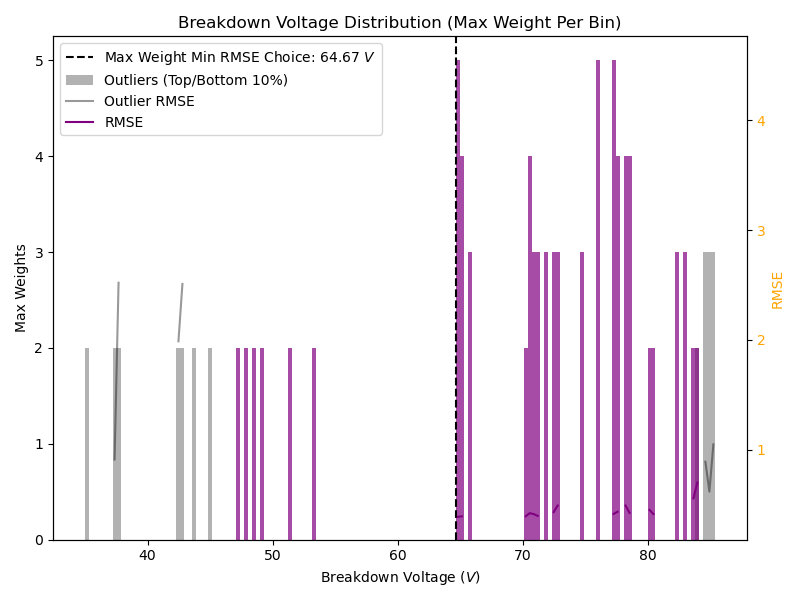 Breakdown Voltage Distribution (Max Weight Per Bin)
Max Weight Min RMSE Choice: 64.67 V
Outliers (Top/Bottom 10%)
Outlier RMSE
RMSE
5
4
3
2
1
0
Max Weights
4
3
2
1
RMSE
40 50 60 70 80
Breakdown Voltage (V)